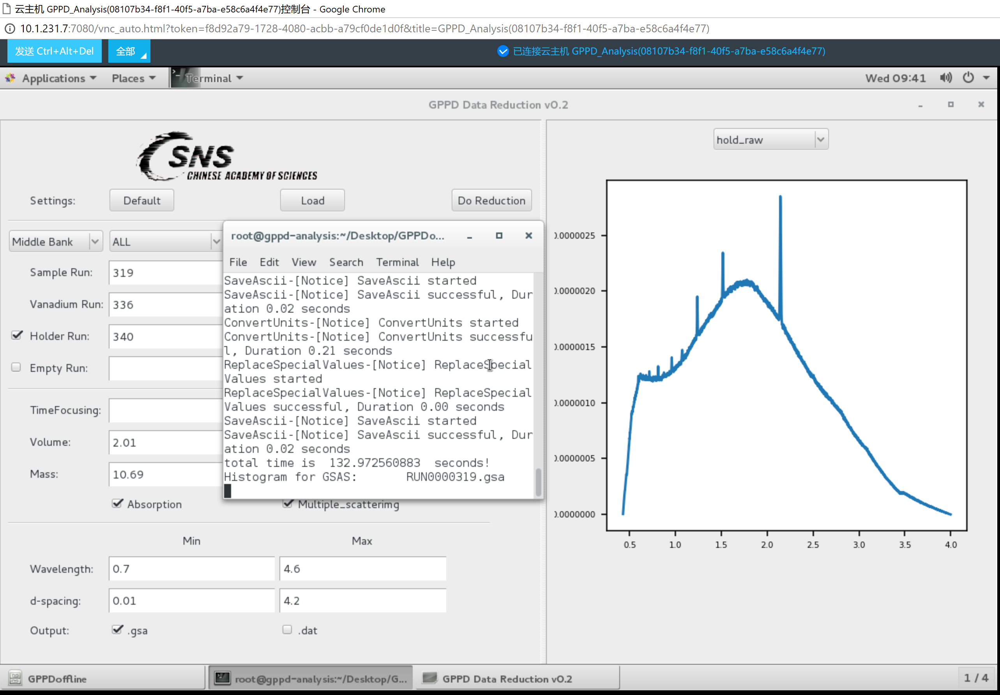 云主机 GPPD_Analysis(08107b34-f8f1-40f5-a7ba-e58c6a4f4e77)控制台 - Google Chrome
10.1.231.7:7080/vnc_auto.html?token=f8d92a79-1728-4080-acbb-a79cf0de1d0f&title=GPPD_Analysis(08107b34-f8f1-40f5-a7ba-e58c6a4f4e77)
发送 Ctrl+Alt+Del 全部 已连接云主机 GPPD_Analysis(08107b34-f8f1-40f5-a7ba-e58c6a4f4e77)
Applications Places Terminal Wed 09:41
GPPD Data Reduction v0.2
SNS
CHINESE ACADEMY OF SCIENCES
Settings: Default Load Do Reduction
Middle Bank ALL
Sample Run: 319
Vanadium Run: 336
Holder Run: 340
Empty Run:
TimeFocusing:
Volume: 2.01
Mass: 10.69
Absorption Multiple_scatterimg
Min Max
Wavelength: 0.7 4.6
d-spacing: 0.01 4.2
Output: .gsa .dat
root@gppd-analysis:~/Desktop/GPPDo...
File Edit View Search Terminal Help
SaveAscii-[Notice] SaveAscii started
SaveAscii-[Notice] SaveAscii successful, Dur
ation 0.02 seconds
ConvertUnits-[Notice] ConvertUnits started
ConvertUnits-[Notice] ConvertUnits successfu
l, Duration 0.21 seconds
ReplaceSpecialValues-[Notice] ReplaceSpecial
Values started
ReplaceSpecialValues-[Notice] ReplaceSpecial
Values successful, Duration 0.00 seconds
SaveAscii-[Notice] SaveAscii started
SaveAscii-[Notice] SaveAscii successful, Dur
ation 0.02 seconds
total time is 132.972560883 seconds!
Histogram for GSAS: RUN0000319.gsa
hold_raw
0.0000025
0.0000020
0.0000015
0.0000010
0.0000005
0.0000000
0.5 1.0 1.5 2.0 2.5 3.0 3.5 4.0
GPPDoffline root@gppd-analysis:~/Desktop/G... GPPD Data Reduction v0.2 1 / 4